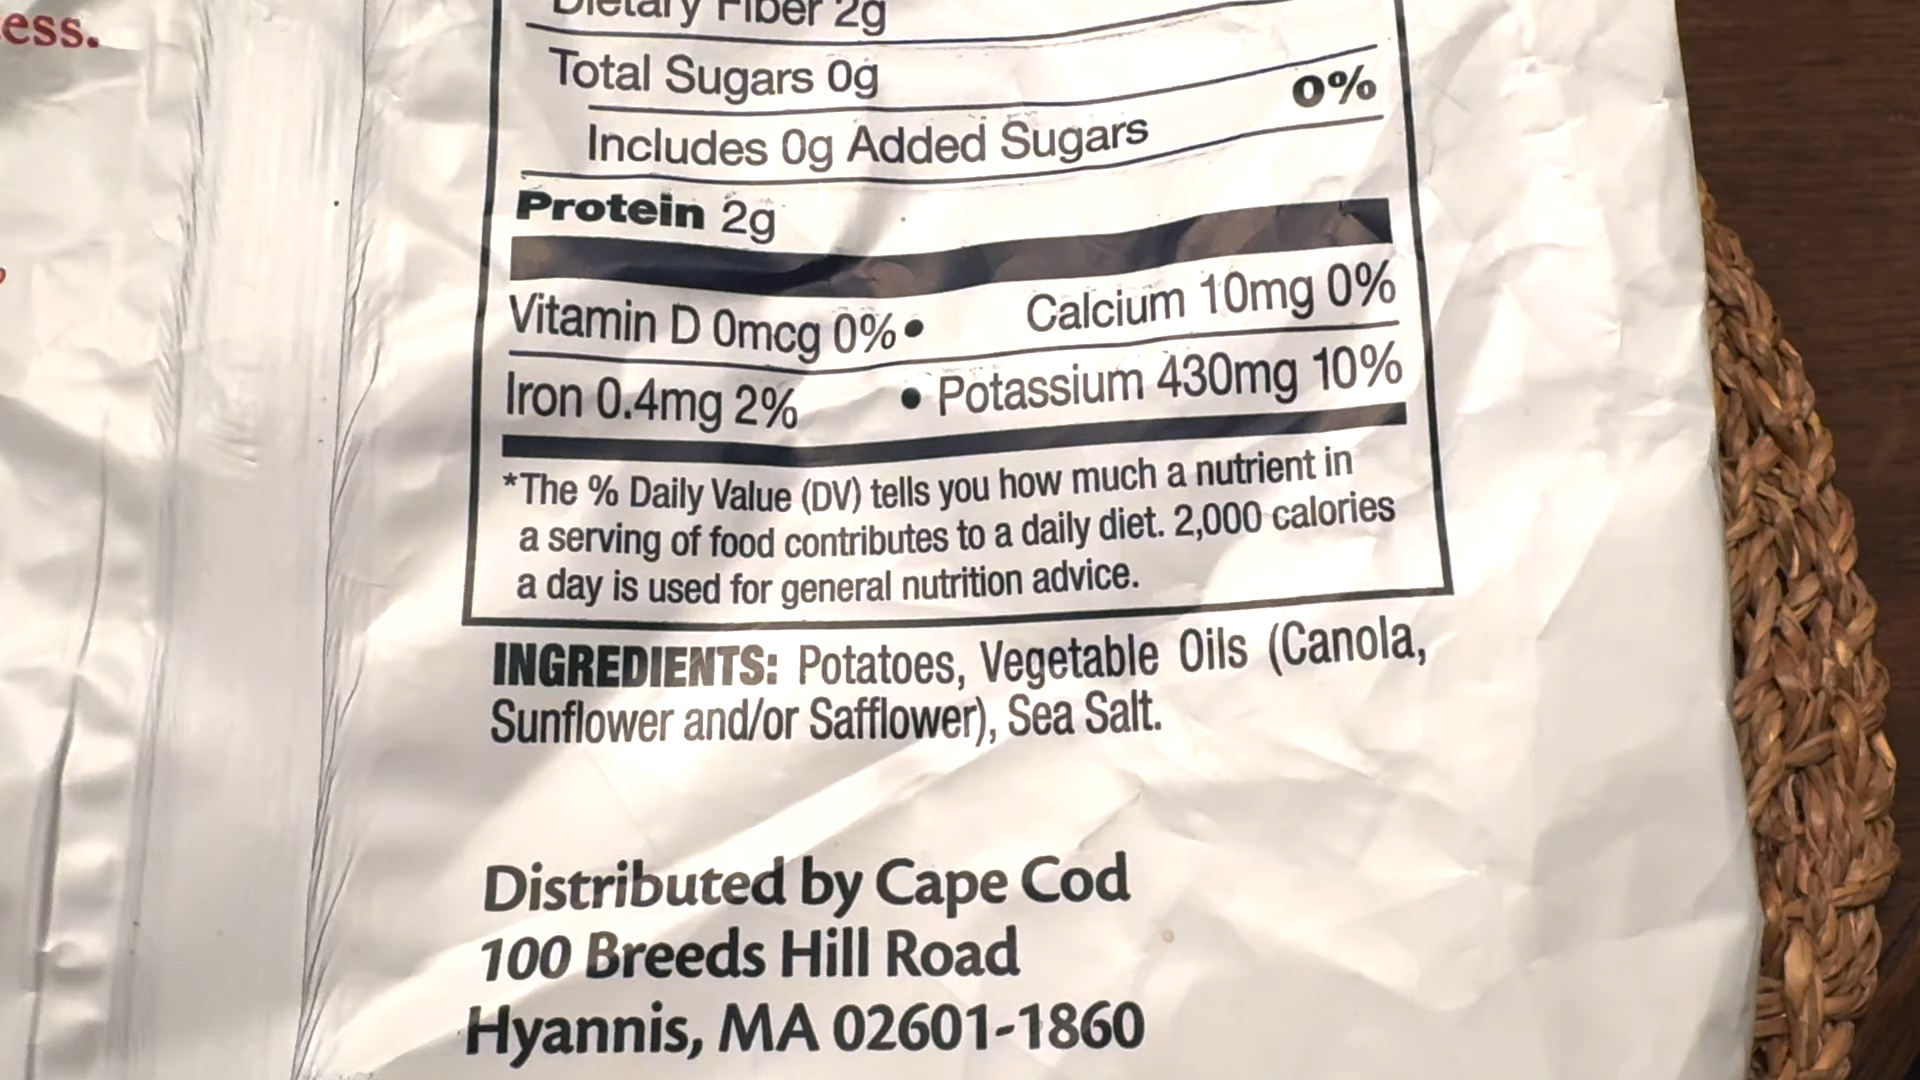 ess.
Dietary Fiber 2g
Total Sugars 0g
Includes 0g Added Sugars 0%
Protein 2g
Vitamin D 0mcg 0% • Calcium 10mg 0%
Iron 0.4mg 2% • Potassium 430mg 10%
*The % Daily Value (DV) tells you how much a nutrient in
a serving of food contributes to a daily diet. 2,000 calories
a day is used for general nutrition advice.
INGREDIENTS: Potatoes, Vegetable Oils (Canola,
Sunflower and/or Safflower), Sea Salt.
Distributed by Cape Cod
100 Breeds Hill Road
Hyannis, MA 02601-1860